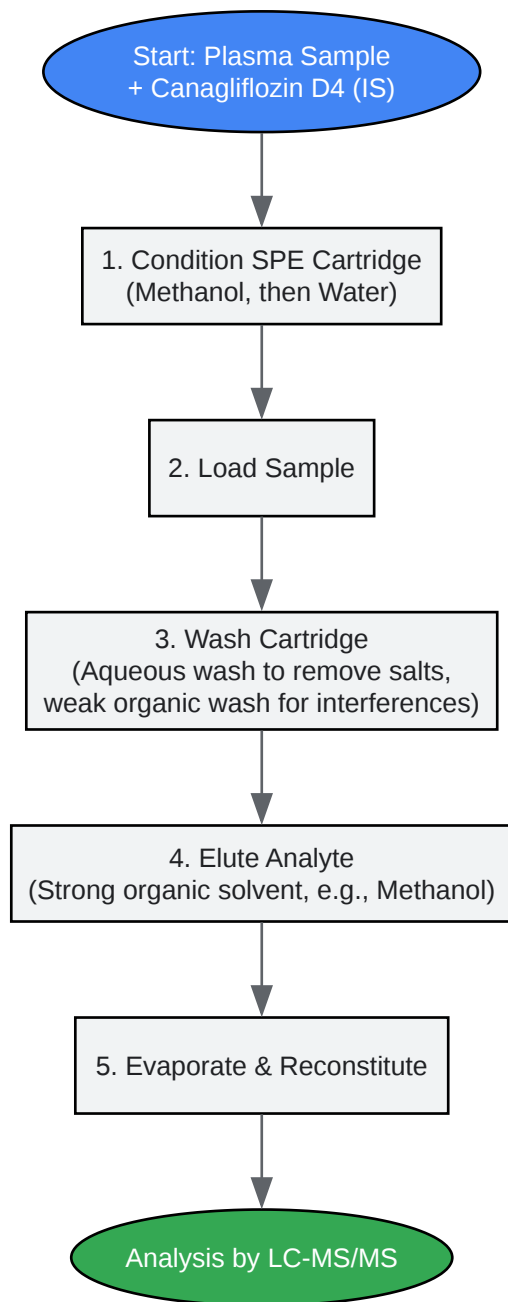 Start: Plasma Sample
+ Canagliflozin D4 (IS)
1. Condition SPE Cartridge
(Methanol, then Water)
2. Load Sample
3. Wash Cartridge
(Aqueous wash to remove salts,
weak organic wash for interferences)
4. Elute Analyte
(Strong organic solvent, e.g., Methanol)
5. Evaporate & Reconstitute
Analysis by LC-MS/MS